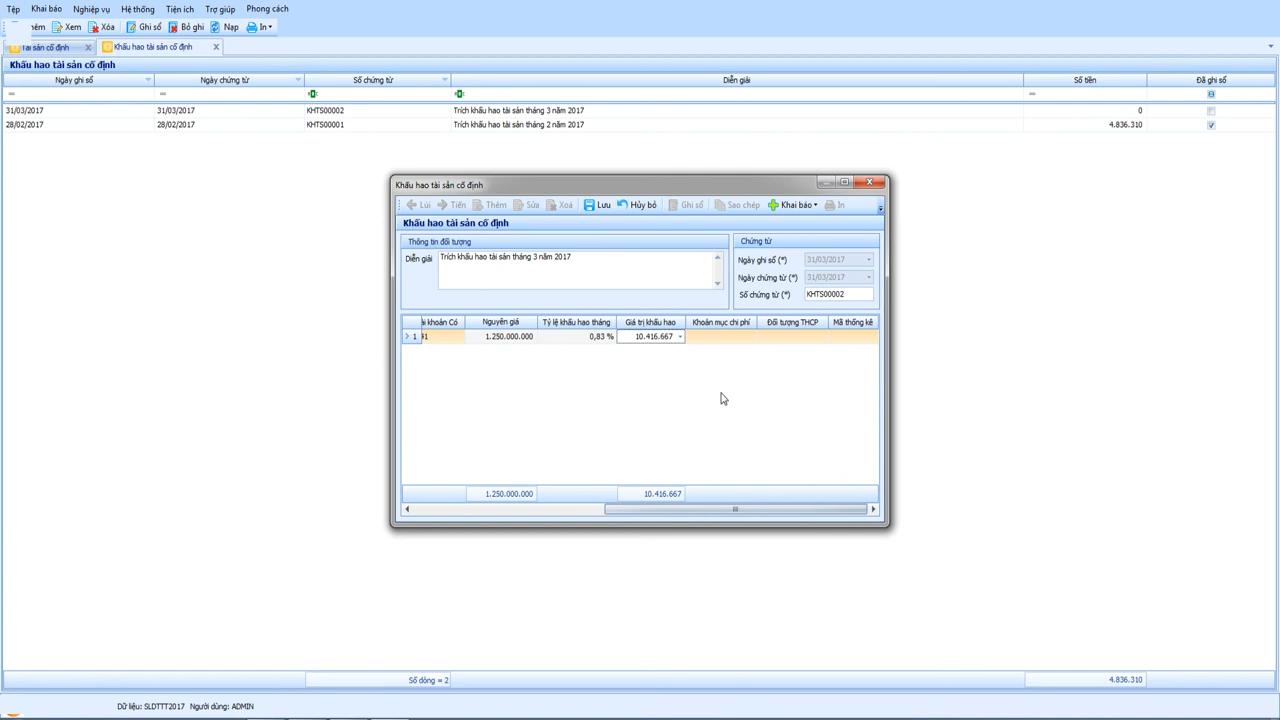 Tệp Khai báo Nghiệp vụ Hệ thống Tiện ích Trợ giúp Phong cách
Xem Xóa Ghi sổ Bỏ ghi Nạp In
Tài sản cố định Khấu hao tài sản cố định
Khấu hao tài sản cố định
Ngày ghi sổ Ngày chứng từ Số chứng từ Diễn giải Số tiền Đã ghi sổ
= = =
31/03/2017 31/03/2017 KHTS00002 Trích khấu hao tài sản tháng 3 năm 2017 0
28/02/2017 28/02/2017 KHTS00001 Trích khấu hao tài sản tháng 2 năm 2017 4.836.310
Khấu hao tài sản cố định
Lùi Tiến Thêm Sửa Xoá Lưu Hủy bỏ Ghi sổ Sao chép Khai báo In
Khấu hao tài sản cố định
Thông tin đối tượng Chứng từ
Diễn giải Trích khấu hao tài sản tháng 3 năm 2017 Ngày ghi sổ (*) 31/03/2017
Ngày chứng từ (*) 31/03/2017
Số chứng từ (*) KHTS00002
khoản Có Nguyên giá Tỷ lệ khấu hao tháng Giá trị khấu hao Khoản mục chi phí Đối tượng THCP Mã thống kê
1 1.250.000.000 0,83 % 10.416.667
1.250.000.000 10.416.667
Số dòng = 2 4.836.310
Dữ liệu: SLDTTT2017 Người dùng: ADMIN